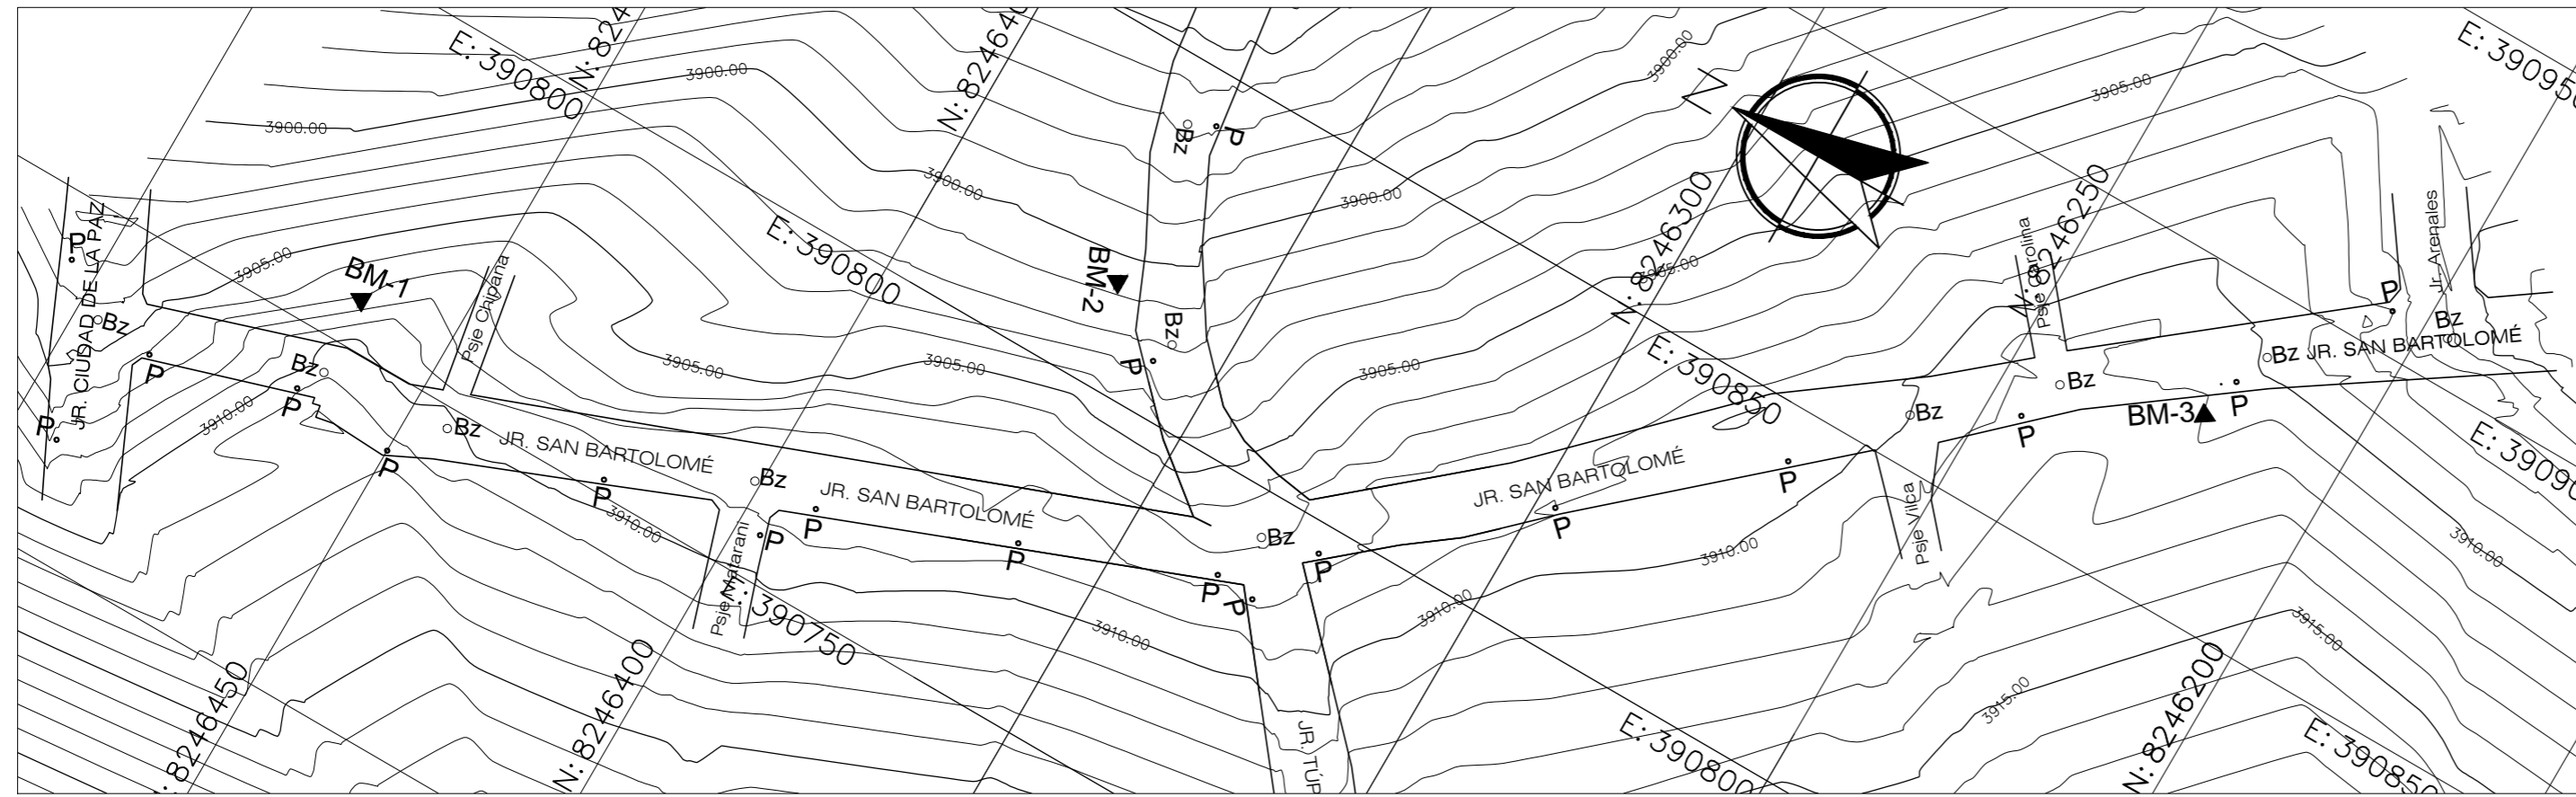 E: 390800
N: 824
N: 824640
3900.00
E: 39095
3900.00
3905.00
3900.00
Bz
P
N
3900.00
3900.00
JR. CIUDAD DE LA PAZ
P
3905.00
BM-1
Psje Chipana
E: 390800
BM-2
N: 8246300
3905.00
Psje Carolina
N: 8246250
Jr. Arenales
P
Bz
Bz
P
Bz
P
3905.00
3905.00
3905.00
E: 390850
Bz
Bz
JR. SAN BARTOLOMÉ
P
3910.00
P
Bz
Bz
BM-3
P
P
E: 39090
JR. SAN BARTOLOMÉ
P
P
3910.00
Bz
JR. SAN BARTOLOMÉ
P
P
Psje Matarani
P
P
P
Bz
P
JR. SAN BARTOLOMÉ
P
P
Psje Vilca
3910.00
3910.00
3910.00
3910.00
: 390750
3915.00
3915.00
: 8246450
N: 8246400
JR. TÚP
E: 390800
N: 8246200
E: 390850